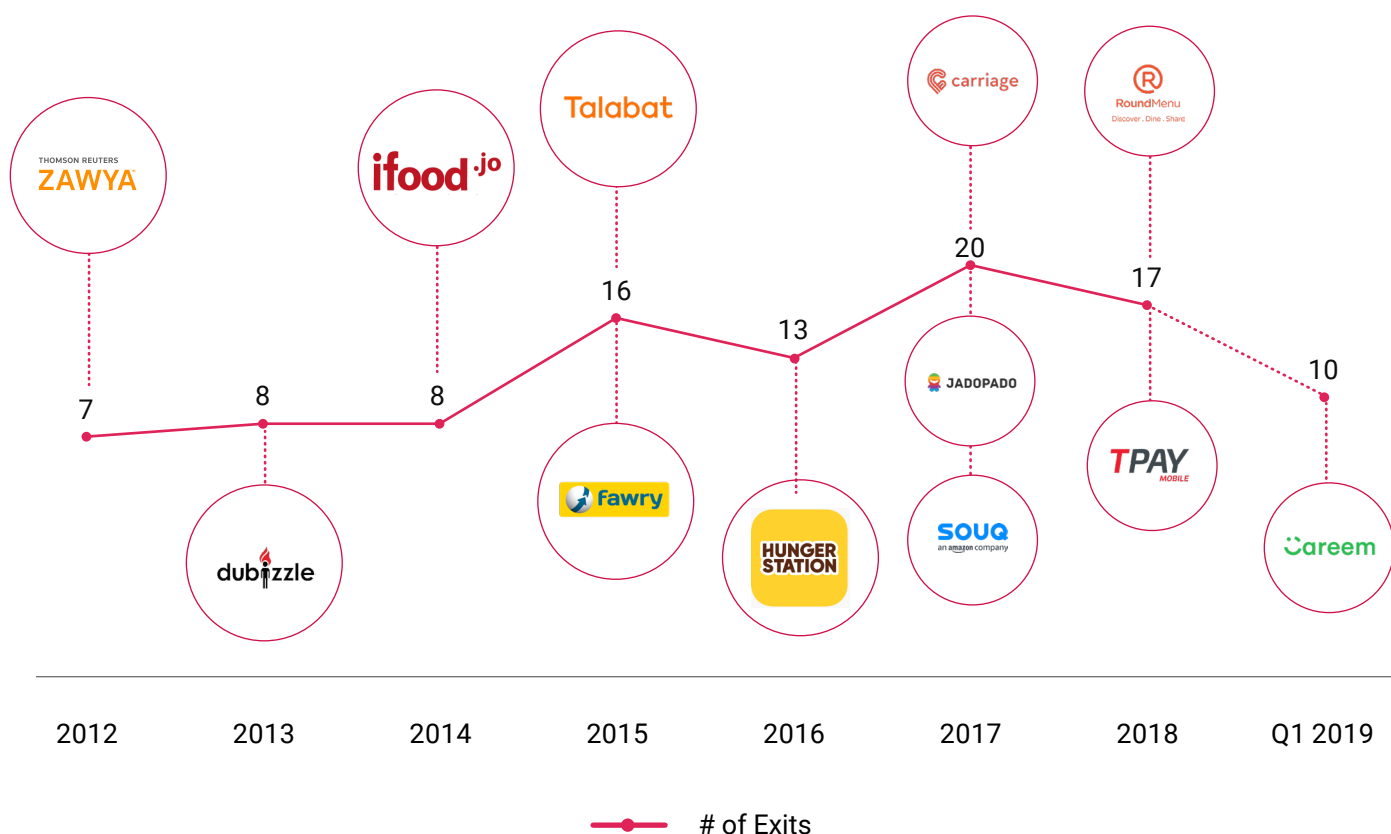 carriage
RoundMenu
Discover . Dine . Share
Talabat
THOMSON REUTERS
ZAWYA
ifood.jo
20
17
16
13
10
8
8
7
JADOPADO
TPAY
MOBILE
fawry
SOUQ
an amazon company
HUNGER
STATION
careem
dubizzle
2012 2013 2014 2015 2016 2017 2018 Q1 2019
# of Exits